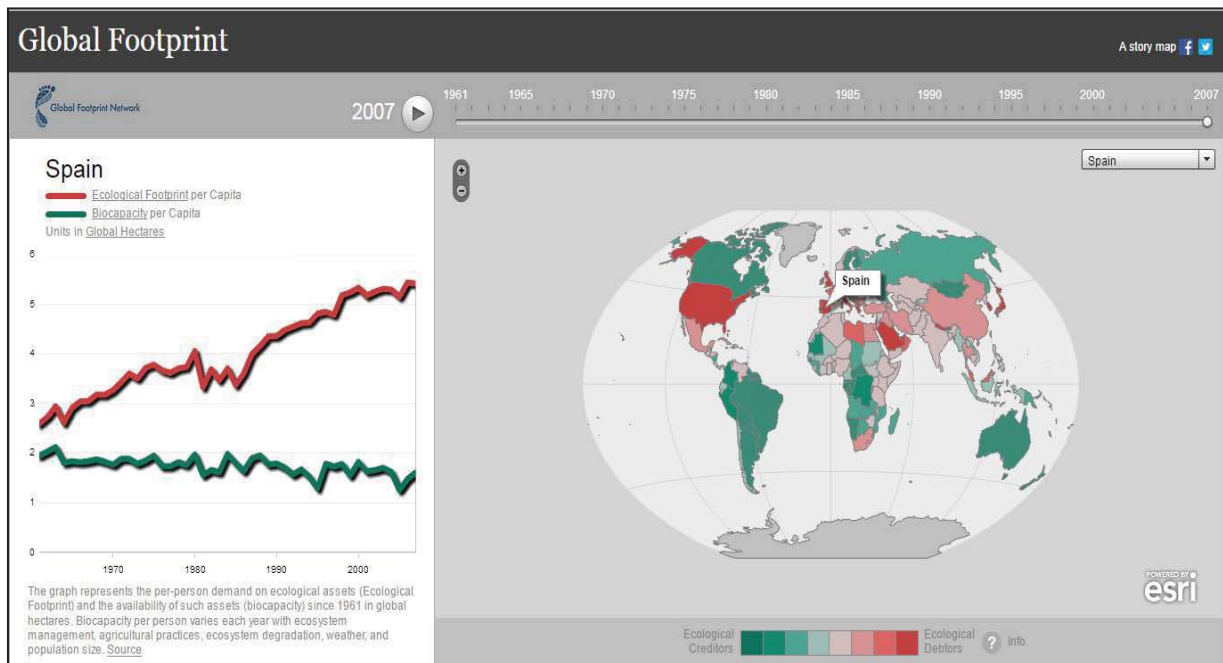 Global Footprint
A story map
Global Footprint Network
2007
1961 1965 1970 1975 1980 1985 1990 1995 2000 2007
Spain
Ecological Footprint per Capita
Biocapacity per Capita
Units in Global Hectares
6
5
4
3
2
1
0
1970 1980 1990 2000
The graph represents the per-person demand on ecological assets (Ecological
Footprint) and the availability of such assets (biocapacity) since 1961 in global
hectares. Biocapacity per person varies each year with ecosystem
management, agricultural practices, ecosystem degradation, weather, and
population size. Source
+
−
Spain
Spain
POWERED BY
esri
Ecological
Creditors
Ecological
Debtors
? Info